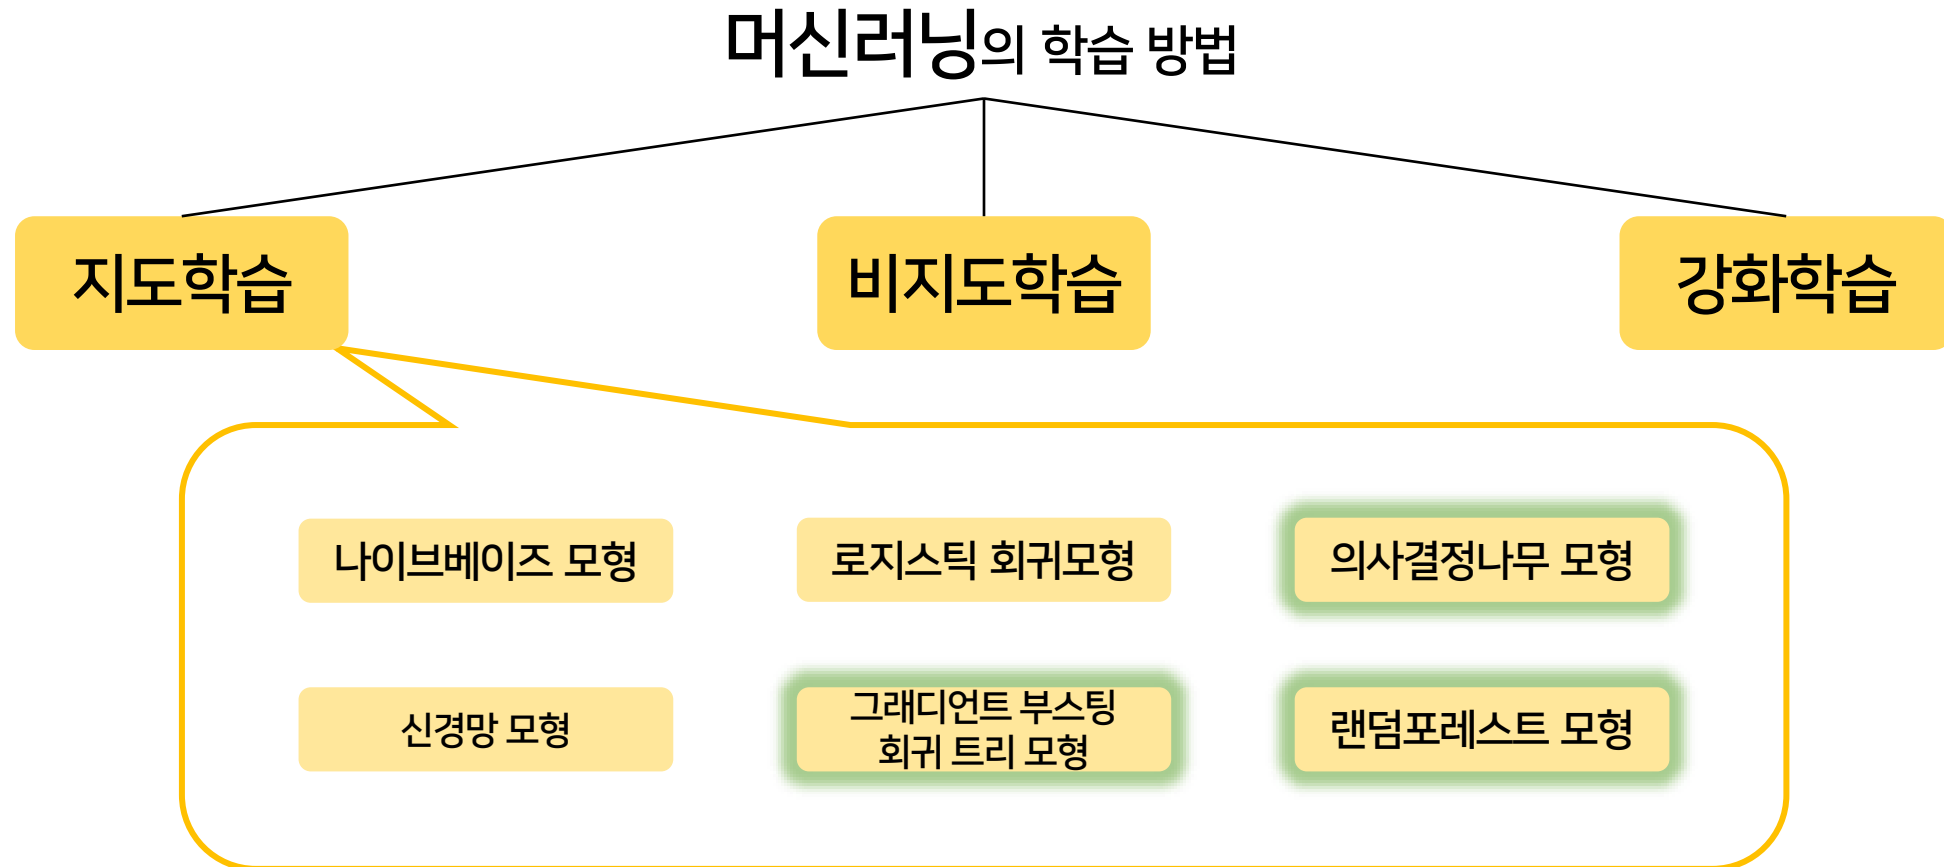 머신러닝의 학습 방법
지도학습
비지도학습
강화학습
나이브베이즈 모형
로지스틱 회귀모형
의사결정나무 모형
신경망 모형
그래디언트 부스팅
회귀 트리 모형
랜덤포레스트 모형